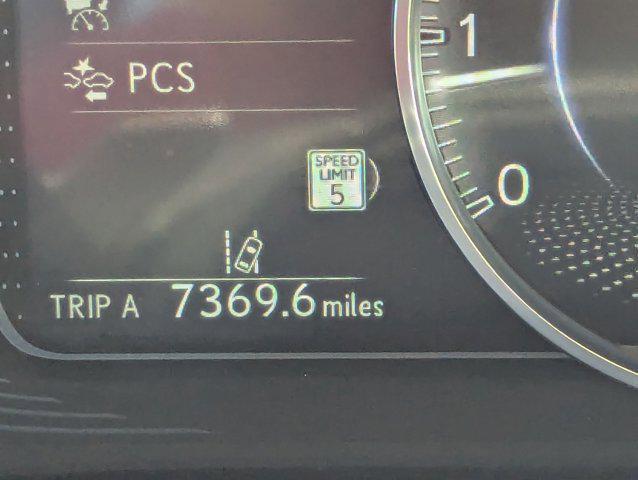 PCS
1
SPEED
LIMIT
5
0
TRIP A 7369.6 miles